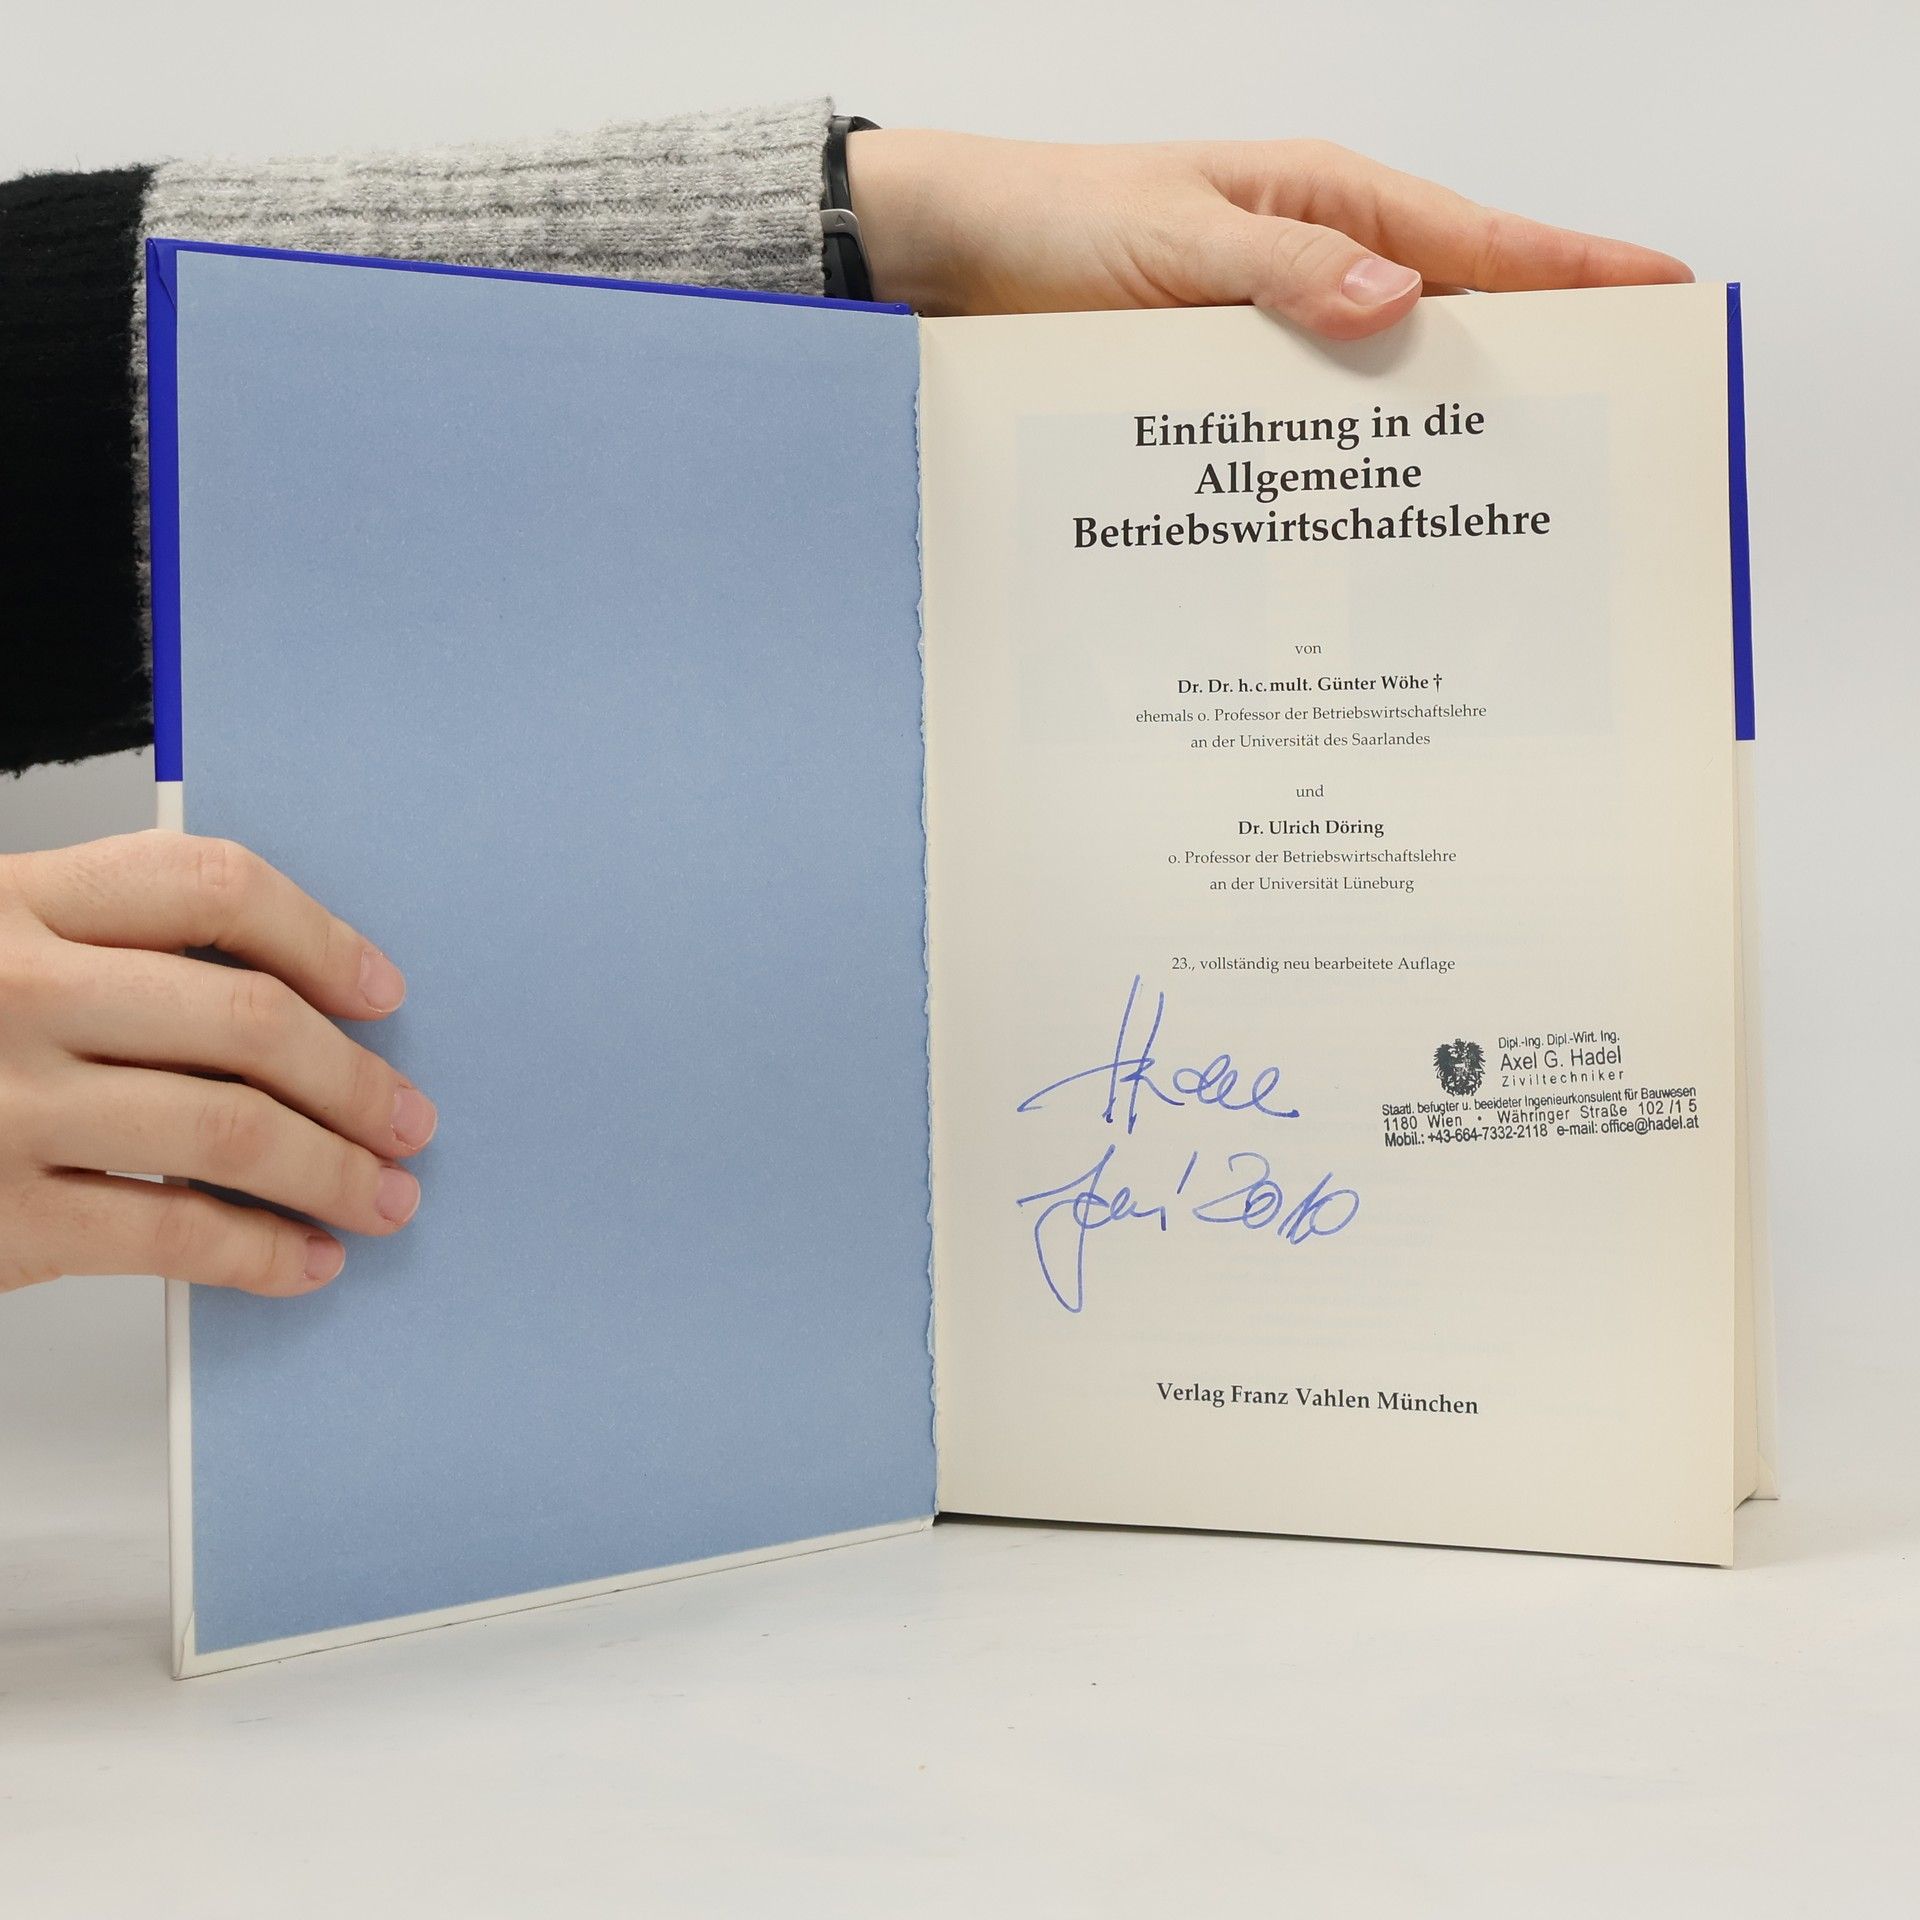 Einführung in die
Allgemeine
Betriebswirtschaftslehre
von
Dr. Dr. h. c. mult. Günter Wöhe †
ehemals o. Professor der Betriebswirtschaftslehre
an der Universität des Saarlandes
und
Dr. Ulrich Döring
o. Professor der Betriebswirtschaftslehre
an der Universität Lüneburg
23., vollständig neu bearbeitete Auflage
Dipl.-Ing. Dipl.-Wirt. Ing.
Axel G. Hadel
Ziviltechniker
Staatl. befugter u. beeideter Ingenieurkonsulent für Bauwesen
1180 Wien • Währinger Straße 102 /1 5
Mobil.: +43-664-7332-2118 e-mail: office@hadel.at
2010
Verlag Franz Vahlen München